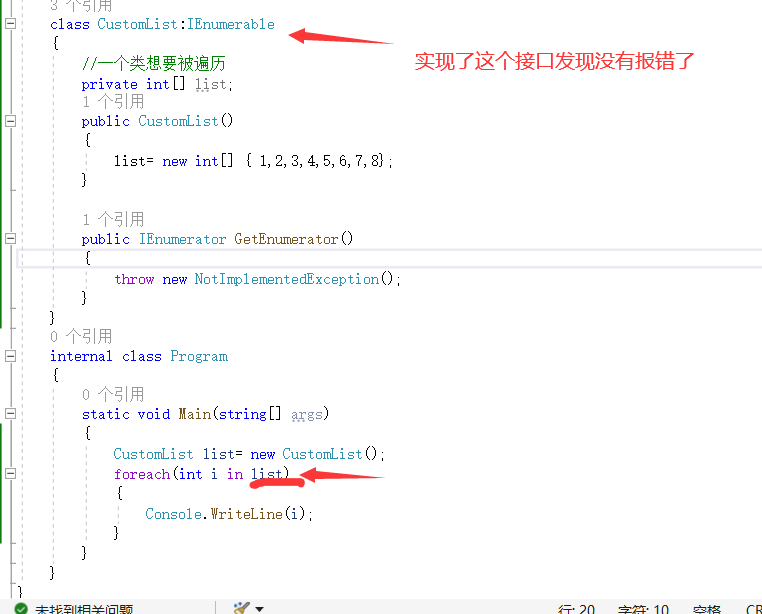 3 个引用
class CustomList:IEnumerable
实现了这个接口发现没有报错了
{
//一个类想要被遍历
private int[] list;
1 个引用
public CustomList()
{
list= new int[] { 1,2,3,4,5,6,7,8};
}
1 个引用
public IEnumerator GetEnumerator()
{
throw new NotImplementedException();
}
}
0 个引用
internal class Program
{
0 个引用
static void Main(string[] args)
{
CustomList list= new CustomList();
foreach(int i in list)
{
Console.WriteLine(i);
}
}
}
}
未找到相关问题 行: 20 字符: 10 空格 CR